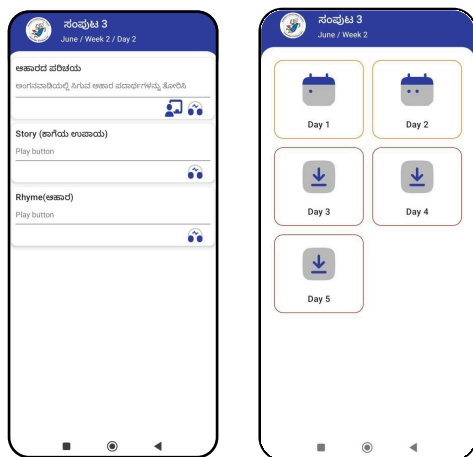 ಸಂಪುಟ 3
June / Week 2 / Day 2
ಆಹಾರದ ಪರಿಚಯ
ಅಂಗನವಾಡಿಯಲ್ಲಿ ಸಿಗುವ ಆಹಾರ ಪದಾರ್ಥಗಳನ್ನು ತೋರಿಸಿ
Story (ಕಾಗೆಯ ಉಪಾಯ)
Play button
Rhyme(ಆಹಾರ)
Play button
ಸಂಪುಟ 3
June / Week 2
Day 1
Day 2
Day 3
Day 4
Day 5